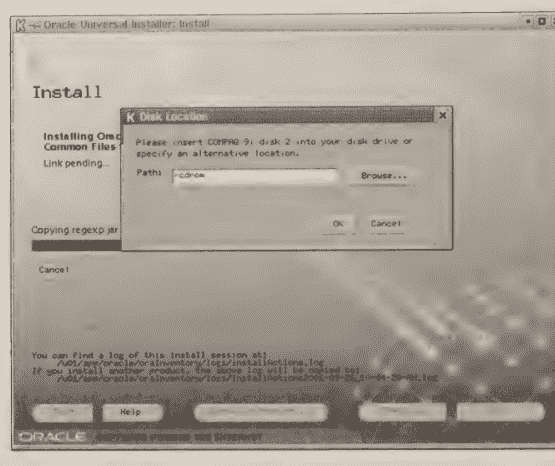 Oracle Universal Installer: Install
Install
Installing Orac
Common Files
Link pending...
Copying regexp jar
Cancel
Disk Location
Please insert COMPAQ 9i disk 2 into your disk drive or
specify an alternative location.
Path:
cdrom
Browse...
OK
Cancel
You can find a log of this install session at:
/u01/app/oracle/oraInventory/logs/installActions.log
If you install another product, the above log will be copied to:
Help
ORACLE